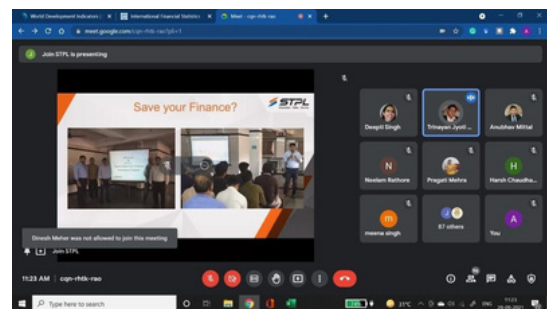 World Development Indicators |
International Financial Statistics
Meet - cqn-rhtk-rao
meet.google.com/cqn-rhtk-rao?pli=1
Join STPL is presenting
Save your Finance?
STPL
Deepti Singh
Trinayan Jyoti ...
Anubhav Mittal
Neelam Rathore
Pragati Mehra
Harsh Chaudha...
N
H
meena singh
87 others
You
m
A
Dinesh Meher was not allowed to join this meeting
Join STPL
11:23 AM | cqn-rhtk-rao
Type here to search
31°C
ENG
11:23